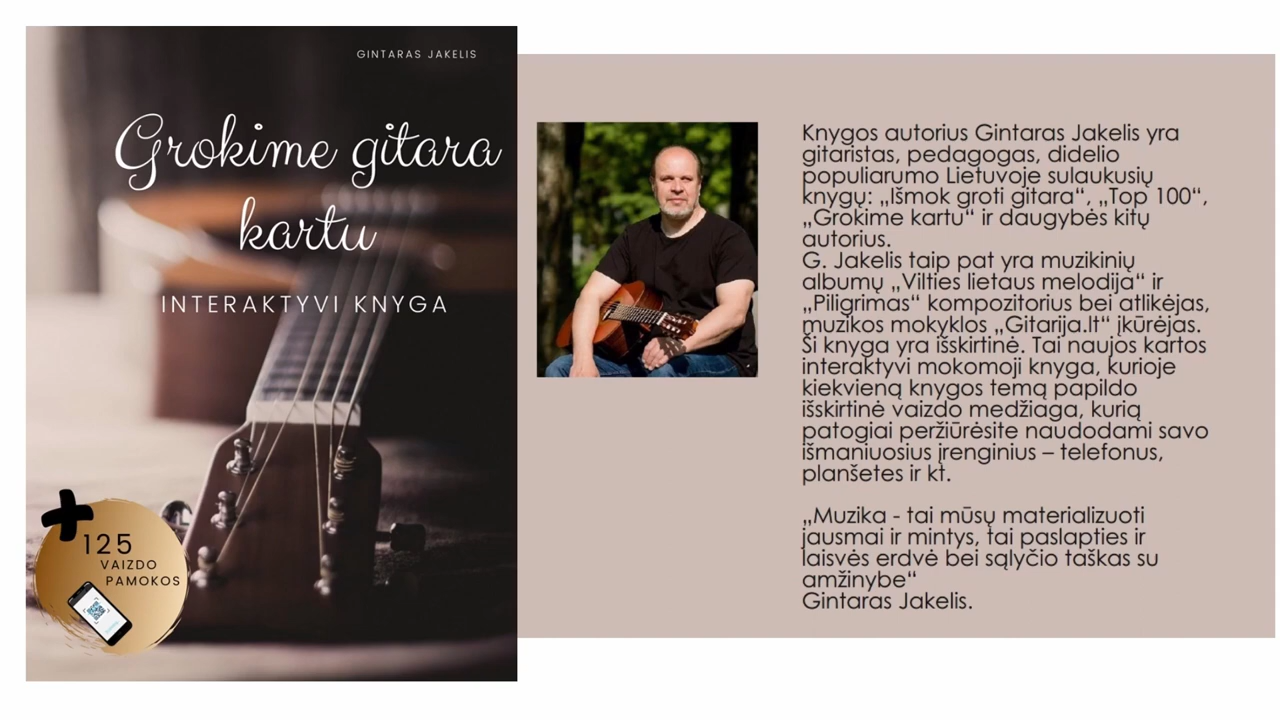 GINTARAS JAKELIS
Grokime gitara
kartu
INTERAKTYVI KNYGA
125
VAIZDO
PAMOKOS
Knygos autorius Gintaras Jakelis yra
gitaristas, pedagogas, didelio
populiarumo Lietuvoje sulaukusių
knygų: „Išmok groti gitara“, „Top 100“,
„Grokime kartu“ ir daugybės kitų
autorius.
G. Jakelis taip pat yra muzikinių
albumų „Vilties lietaus melodija“ ir
„Piligrimas“ kompozitorius bei atlikėjas,
muzikos mokyklos „Gitarija.lt“ įkūrėjas.
Ši knyga yra išskirtinė. Tai naujos kartos
interaktyvi mokomoji knyga, kurioje
kiekvieną knygos temą papildo
išskirtinė vaizdo medžiaga, kurią
patogiai peržiūrėsite naudodami savo
išmaniuosius įrenginius – telefonus,
planšetes ir kt.
„Muzika - tai mūsų materializuoti
jausmai ir mintys, tai paslapties ir
laisvės erdvė bei sąlyčio taškas su
amžinybe“
Gintaras Jakelis.